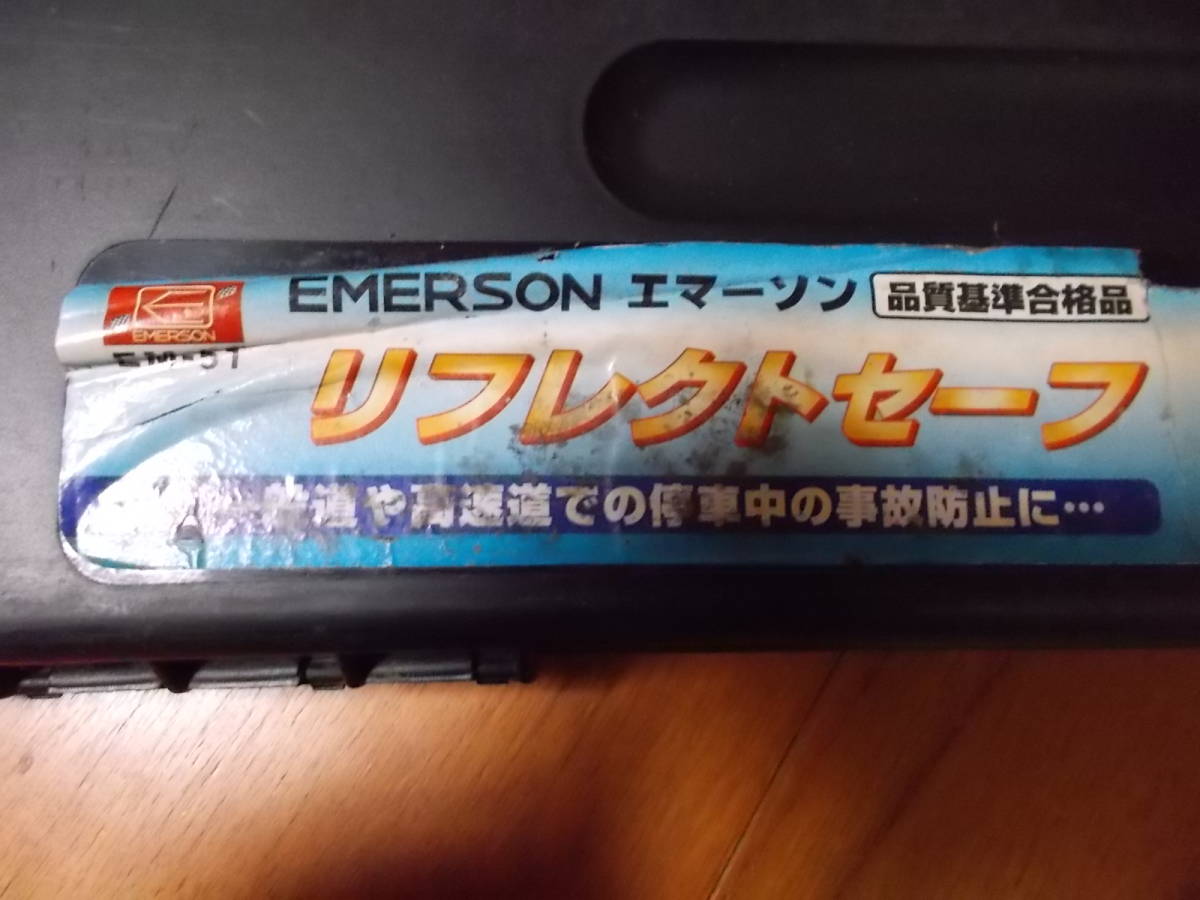 EMERSON エマーソン 品質基準合格品
EMERSON
リフレクトセーフ
道や高速道での停車中の事故防止に…